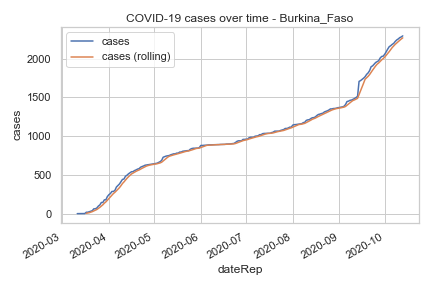 COVID-19 cases over time - Burkina_Faso
cases
cases (rolling)
2000
1500
1000
500
0
cases
2020-03
2020-04
2020-05
2020-06
2020-07
2020-08
2020-09
2020-10
dateRep